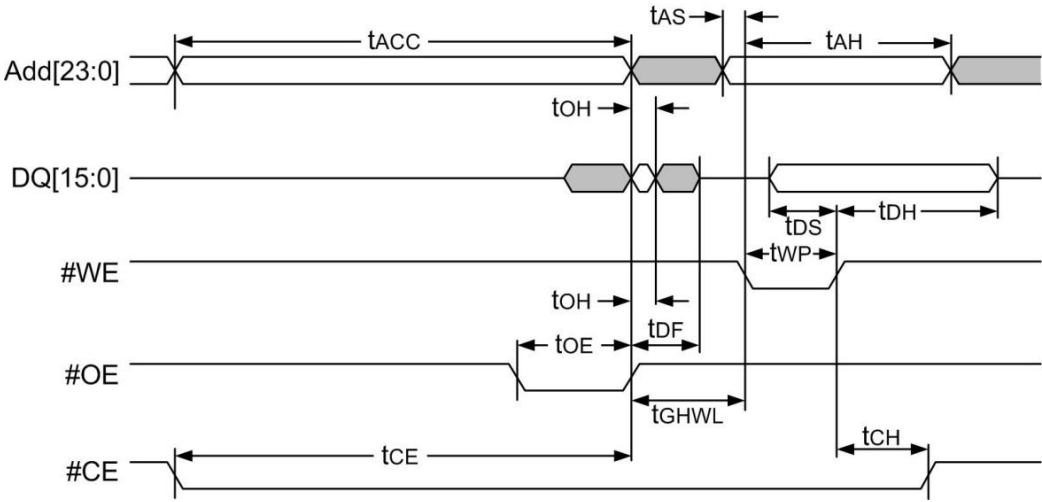 tAS
tACC
tAH
Add[23:0]
tOH
DQ[15:0]
tDS
tDH
tWP
#WE
tOH
tOE
tDF
#OE
tGHWL
tCE
tCH
#CE